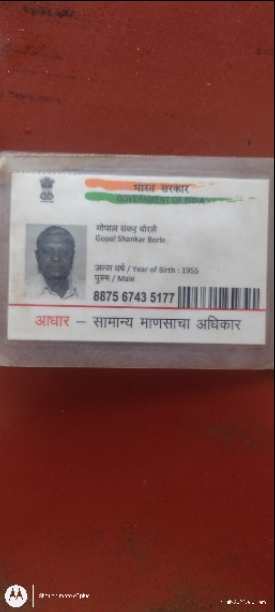 भारत सरकार
GOVERNMENT OF INDIA
गोपाल शंकर बोरले
Gopal Shankar Borle
जन्म वर्ष / Year of Birth : 1955
पुरुष / Male
8875 6743 5177
आधार – सामान्य माणसाचा अधिकार